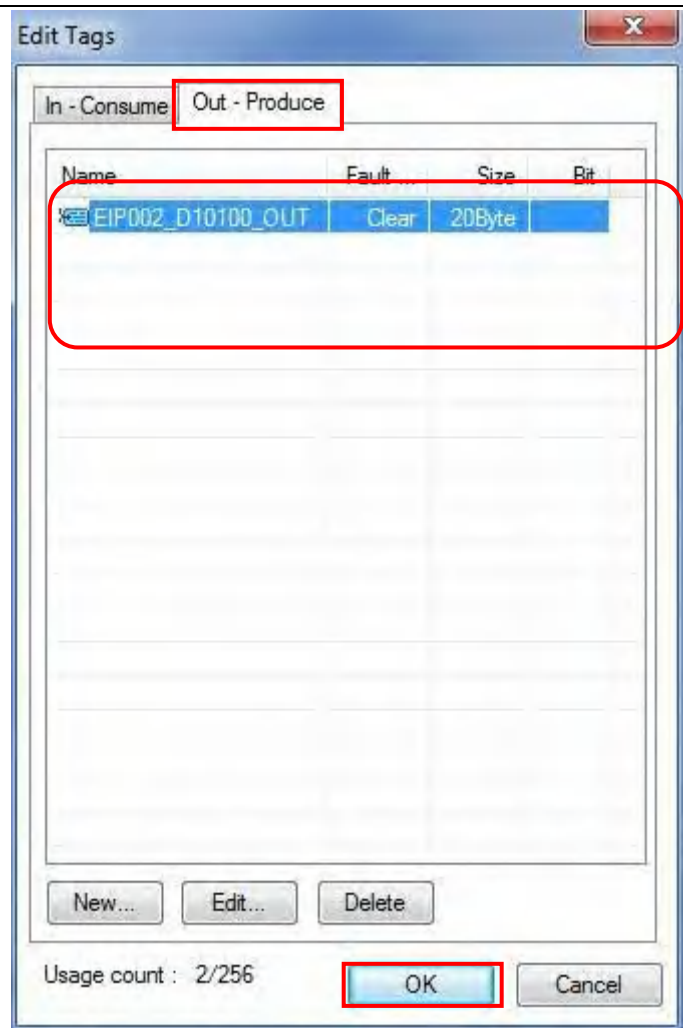 Edit Tags
In - Consume Out - Produce
Name Fault ... Size Bit
EIP002_D10100_OUT Clear 20Byte
New... Edit... Delete
Usage count : 2/256 OK Cancel